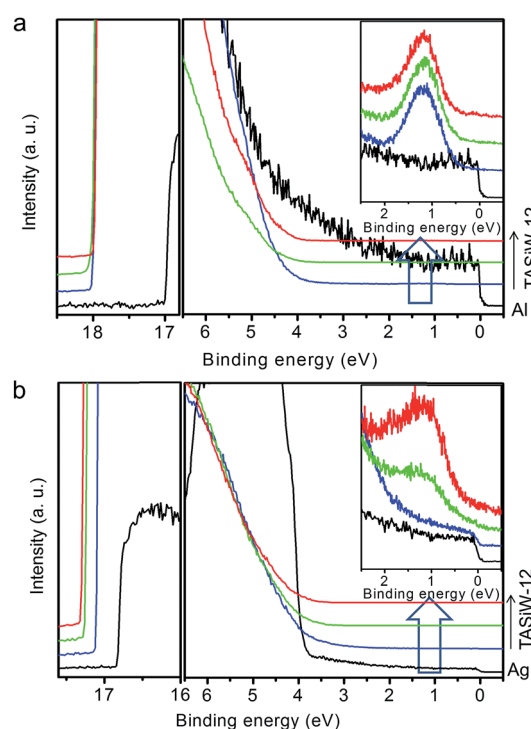 a
Intensity (a. u.)
18
17
6
5
4
3
2
1
0
Binding energy (eV)
2
1
0
Binding energy (eV)
TASiW-12
Al
b
Intensity (a. u.)
17
16
6
5
4
3
2
1
0
Binding energy (eV)
2
1
0
Binding energy (eV)
TASiW-12
Ag